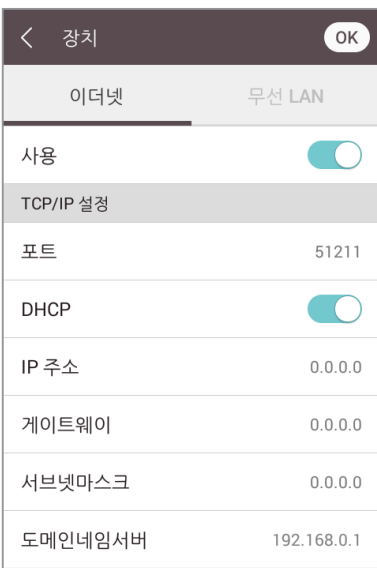 장치 OK
이더넷 무선 LAN
사용
TCP/IP 설정
포트 51211
DHCP
IP 주소 0.0.0.0
게이트웨이 0.0.0.0
서브넷마스크 0.0.0.0
도메인네임서버 192.168.0.1